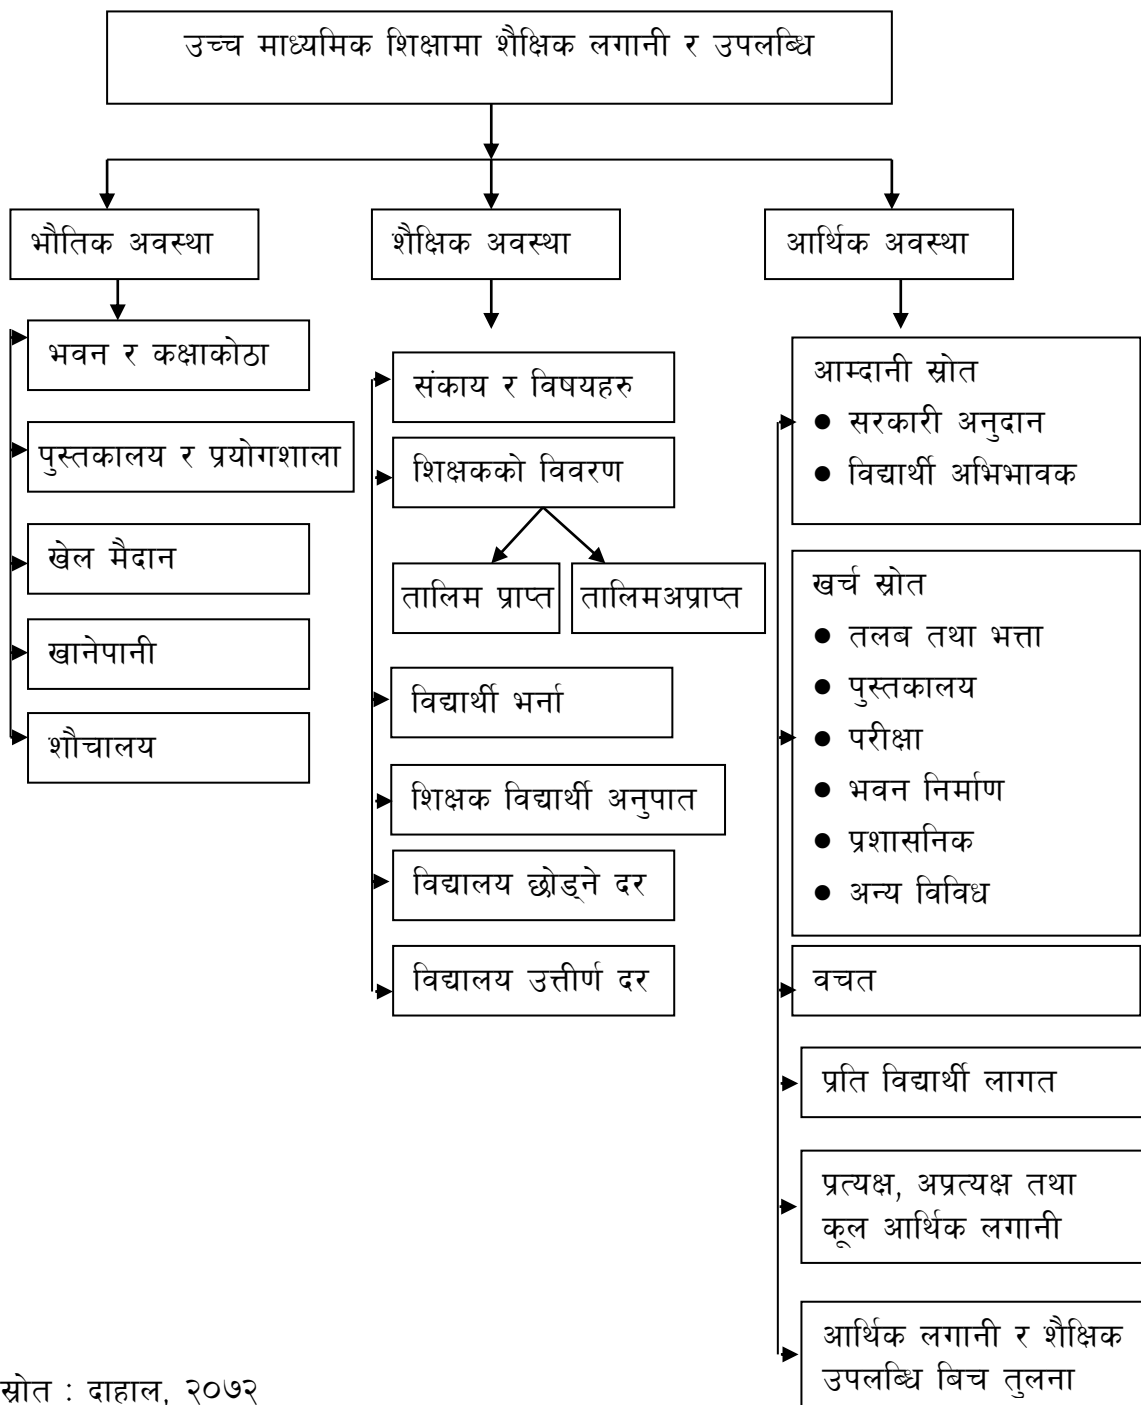 उच्च माध्यमिक शिक्षामा शैक्षिक लगानी र उपलब्धि
भौतिक अवस्था
भवन र कक्षाकोठा
पुस्तकालय र प्रयोगशाला
खेल मैदान
खानेपानी
शौचालय
शैक्षिक अवस्था
संकाय र विषयहरु
शिक्षकको विवरण
तालिम प्राप्त
तालिमअप्राप्त
विद्यार्थी भर्ना
शिक्षक विद्यार्थी अनुपात
विद्यालय छोड्ने दर
विद्यालय उत्तीर्ण दर
आर्थिक अवस्था
आम्दानी स्रोत
● सरकारी अनुदान
● विद्यार्थी अभिभावक
खर्च स्रोत
● तलब तथा भत्ता
● पुस्तकालय
● परीक्षा
● भवन निर्माण
● प्रशासनिक
● अन्य विविध
वचत
प्रति विद्यार्थी लागत
प्रत्यक्ष, अप्रत्यक्ष तथा
कूल आर्थिक लगानी
आर्थिक लगानी र शैक्षिक
उपलब्धि बिच तुलना
स्रोत : दाहाल, २०७२